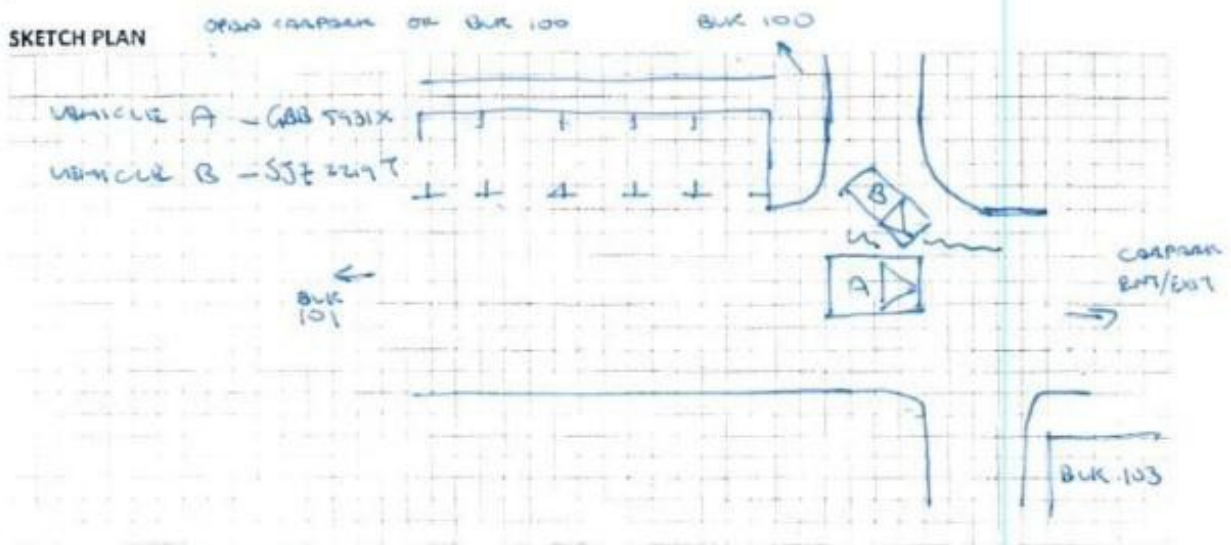 SKETCH PLAN
OPEN CARPARK OF BLK 100
BLK 100
VEHICLE A - GBB 5931X
VEHICLE B - SJZ 2219T
B
A
CARPARK
ENT/EXIT
BLK
101
BLK 103